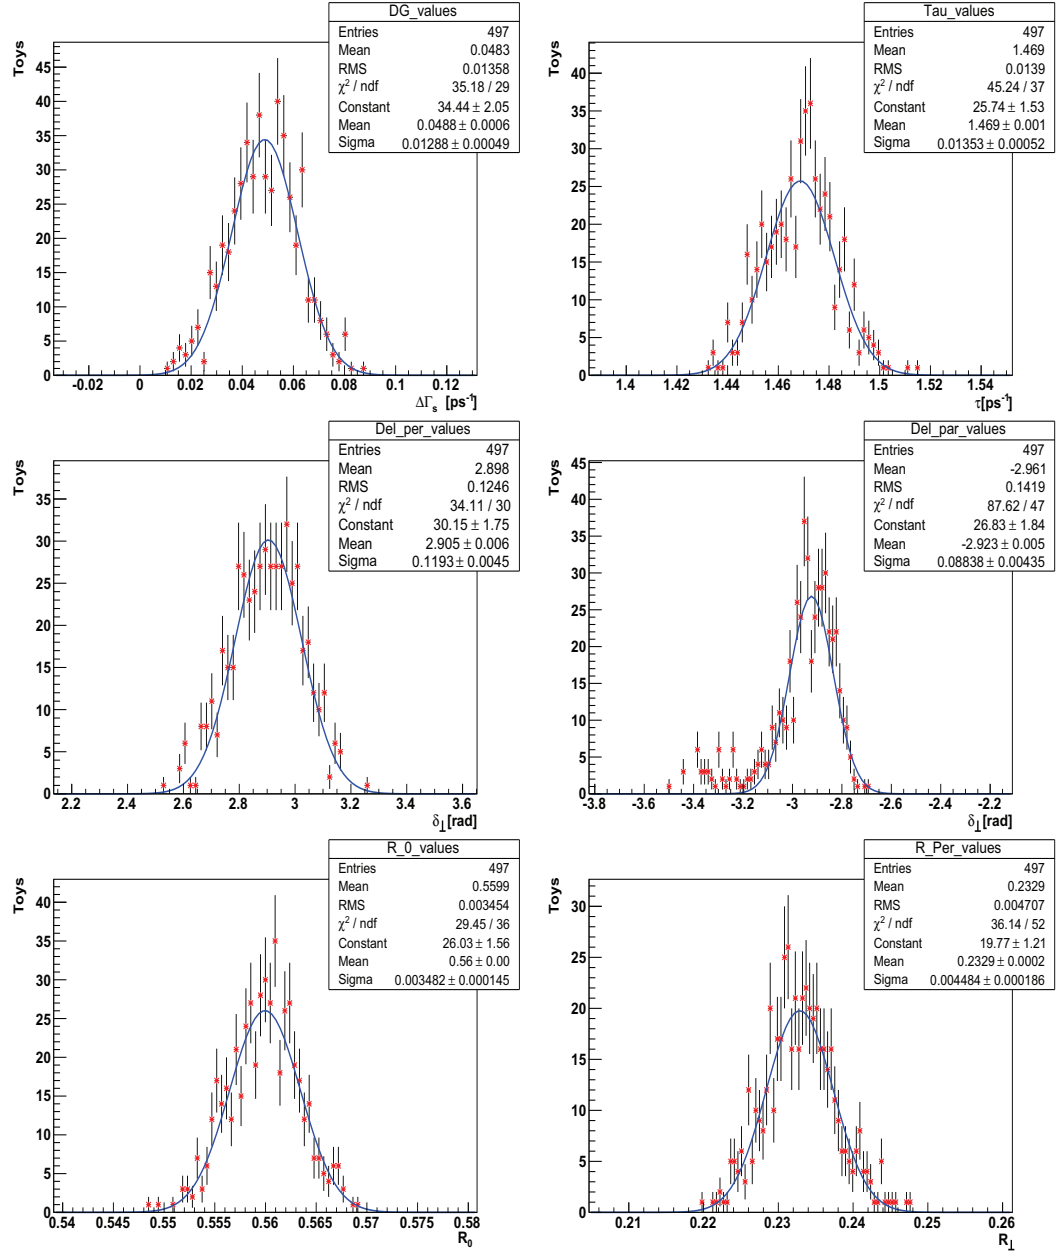 DG_values
Entries 497
Mean 0.0483
RMS 0.01358
χ² / ndf 35.18 / 29
Constant 34.44 ± 2.05
Mean 0.0488 ± 0.0006
Sigma 0.01288 ± 0.00049
Toys
45
40
35
30
25
20
15
10
5
0
-0.02 0 0.02 0.04 0.06 0.08 0.1 0.12
ΔΓs [ps⁻¹]
Tau_values
Entries 497
Mean 1.469
RMS 0.0139
χ² / ndf 45.24 / 37
Constant 25.74 ± 1.53
Mean 1.469 ± 0.001
Sigma 0.01353 ± 0.00052
Toys
40
35
30
25
20
15
10
5
0
1.4 1.42 1.44 1.46 1.48 1.5 1.52 1.54
τ[ps⁻¹]
Del_per_values
Entries 497
Mean 2.898
RMS 0.1246
χ² / ndf 34.11 / 30
Constant 30.15 ± 1.75
Mean 2.905 ± 0.006
Sigma 0.1193 ± 0.0045
Toys
35
30
25
20
15
10
5
0
2.2 2.4 2.6 2.8 3 3.2 3.4 3.6
δ⊥[rad]
Del_par_values
Entries 497
Mean -2.961
RMS 0.1419
χ² / ndf 87.62 / 47
Constant 26.83 ± 1.84
Mean -2.923 ± 0.005
Sigma 0.08838 ± 0.00435
Toys
45
40
35
30
25
20
15
10
5
0
-3.8 -3.6 -3.4 -3.2 -3 -2.8 -2.6 -2.4 -2.2
δ⊥[rad]
R_0_values
Entries 497
Mean 0.5599
RMS 0.003454
χ² / ndf 29.45 / 36
Constant 26.03 ± 1.56
Mean 0.56 ± 0.00
Sigma 0.003482 ± 0.000145
Toys
40
35
30
25
20
15
10
5
0
0.54 0.545 0.55 0.555 0.56 0.565 0.57 0.575 0.58
R₀
R_Per_values
Entries 497
Mean 0.2329
RMS 0.004707
χ² / ndf 36.14 / 52
Constant 19.77 ± 1.21
Mean 0.2329 ± 0.0002
Sigma 0.004484 ± 0.000186
Toys
30
25
20
15
10
5
0
0.21 0.22 0.23 0.24 0.25 0.26
R⊥